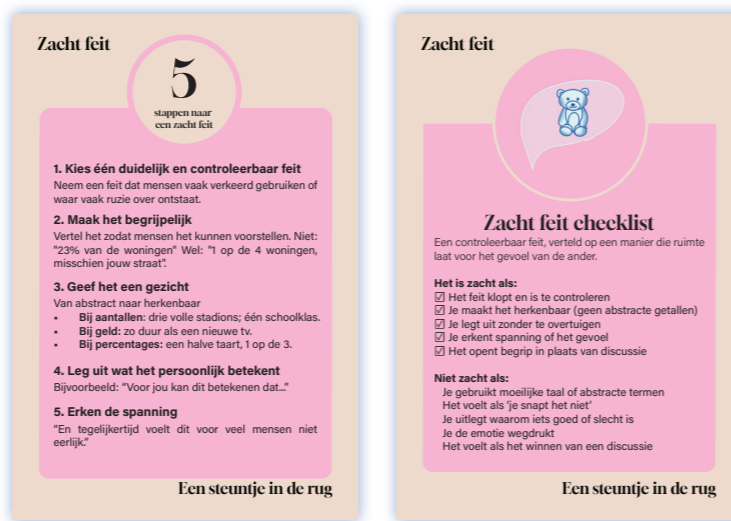 Zacht feit
5
stappen naar
een zacht feit
1. Kies één duidelijk en controleerbaar feit
Neem een feit dat mensen vaak verkeerd gebruiken of
waar vaak ruzie over ontstaat.
2. Maak het begrijpelijk
Vertel het zodat mensen het kunnen voorstellen. Niet:
"23% van de woningen" Wel: "1 op de 4 woningen,
misschien jouw straat".
3. Geef het een gezicht
Van abstract naar herkenbaar
• Bij aantallen: drie volle stadions; één schoolklas.
• Bij geld: zo duur als een nieuwe tv.
• Bij percentages: een halve taart, 1 op de 3.
4. Leg uit wat het persoonlijk betekent
Bijvoorbeeld: "Voor jou kan dit betekenen dat..."
5. Erken de spanning
"En tegelijkertijd voelt dit voor veel mensen niet
eerlijk."
Een steuntje in de rug
Zacht feit
Zacht feit checklist
Een controleerbaar feit, verteld op een manier die ruimte
laat voor het gevoel van de ander.
Het is zacht als:
☑ Het feit klopt en is te controleren
☑ Je maakt het herkenbaar (geen abstracte getallen)
☑ Je legt uit zonder te overtuigen
☑ Je erkent spanning of het gevoel
☑ Het opent begrip in plaats van discussie
Niet zacht als:
Je gebruikt moeilijke taal of abstracte termen
Het voelt als 'je snapt het niet'
Je uitlegt waarom iets goed of slecht is
Je de emotie wegdrukt
Het voelt als het winnen van een discussie
Een steuntje in de rug